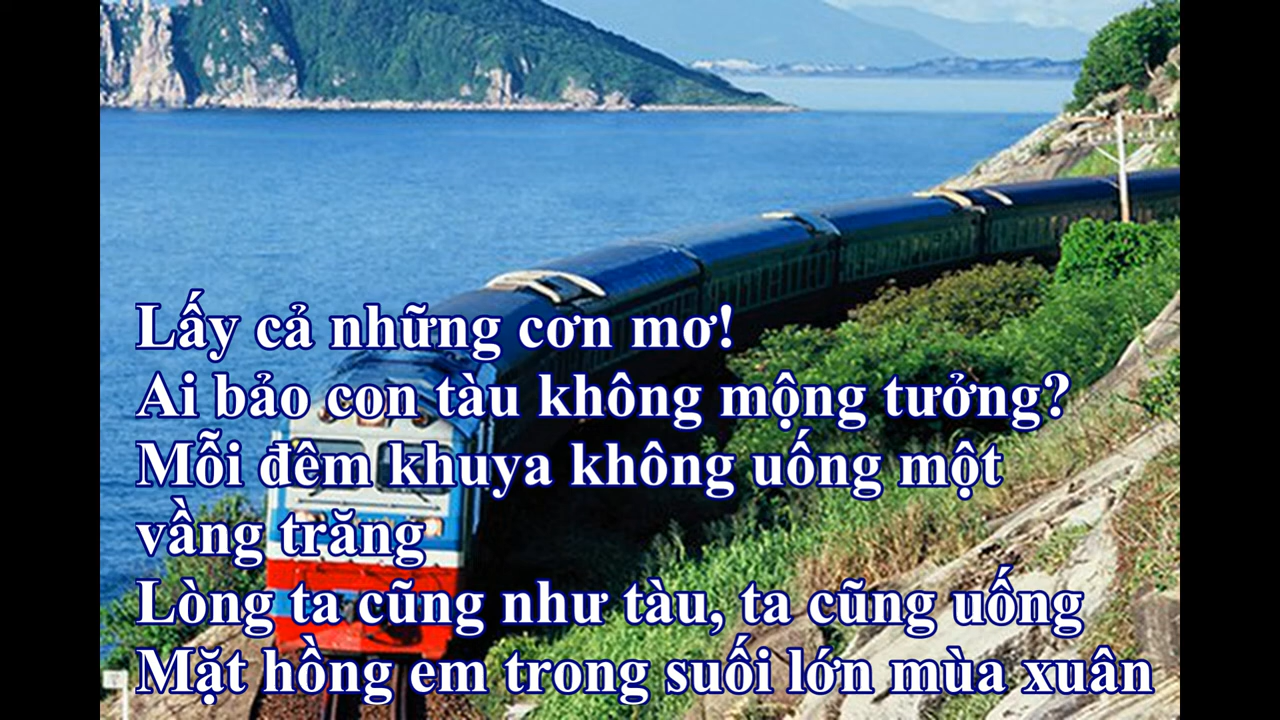 Lấy cả những cơn mơ!
Ai bảo con tàu không mộng tưởng?
Mỗi đêm khuya không uống một
vầng trăng
Lòng ta cũng như tàu, ta cũng uống
Mặt hồng em trong suối lớn mùa xuân